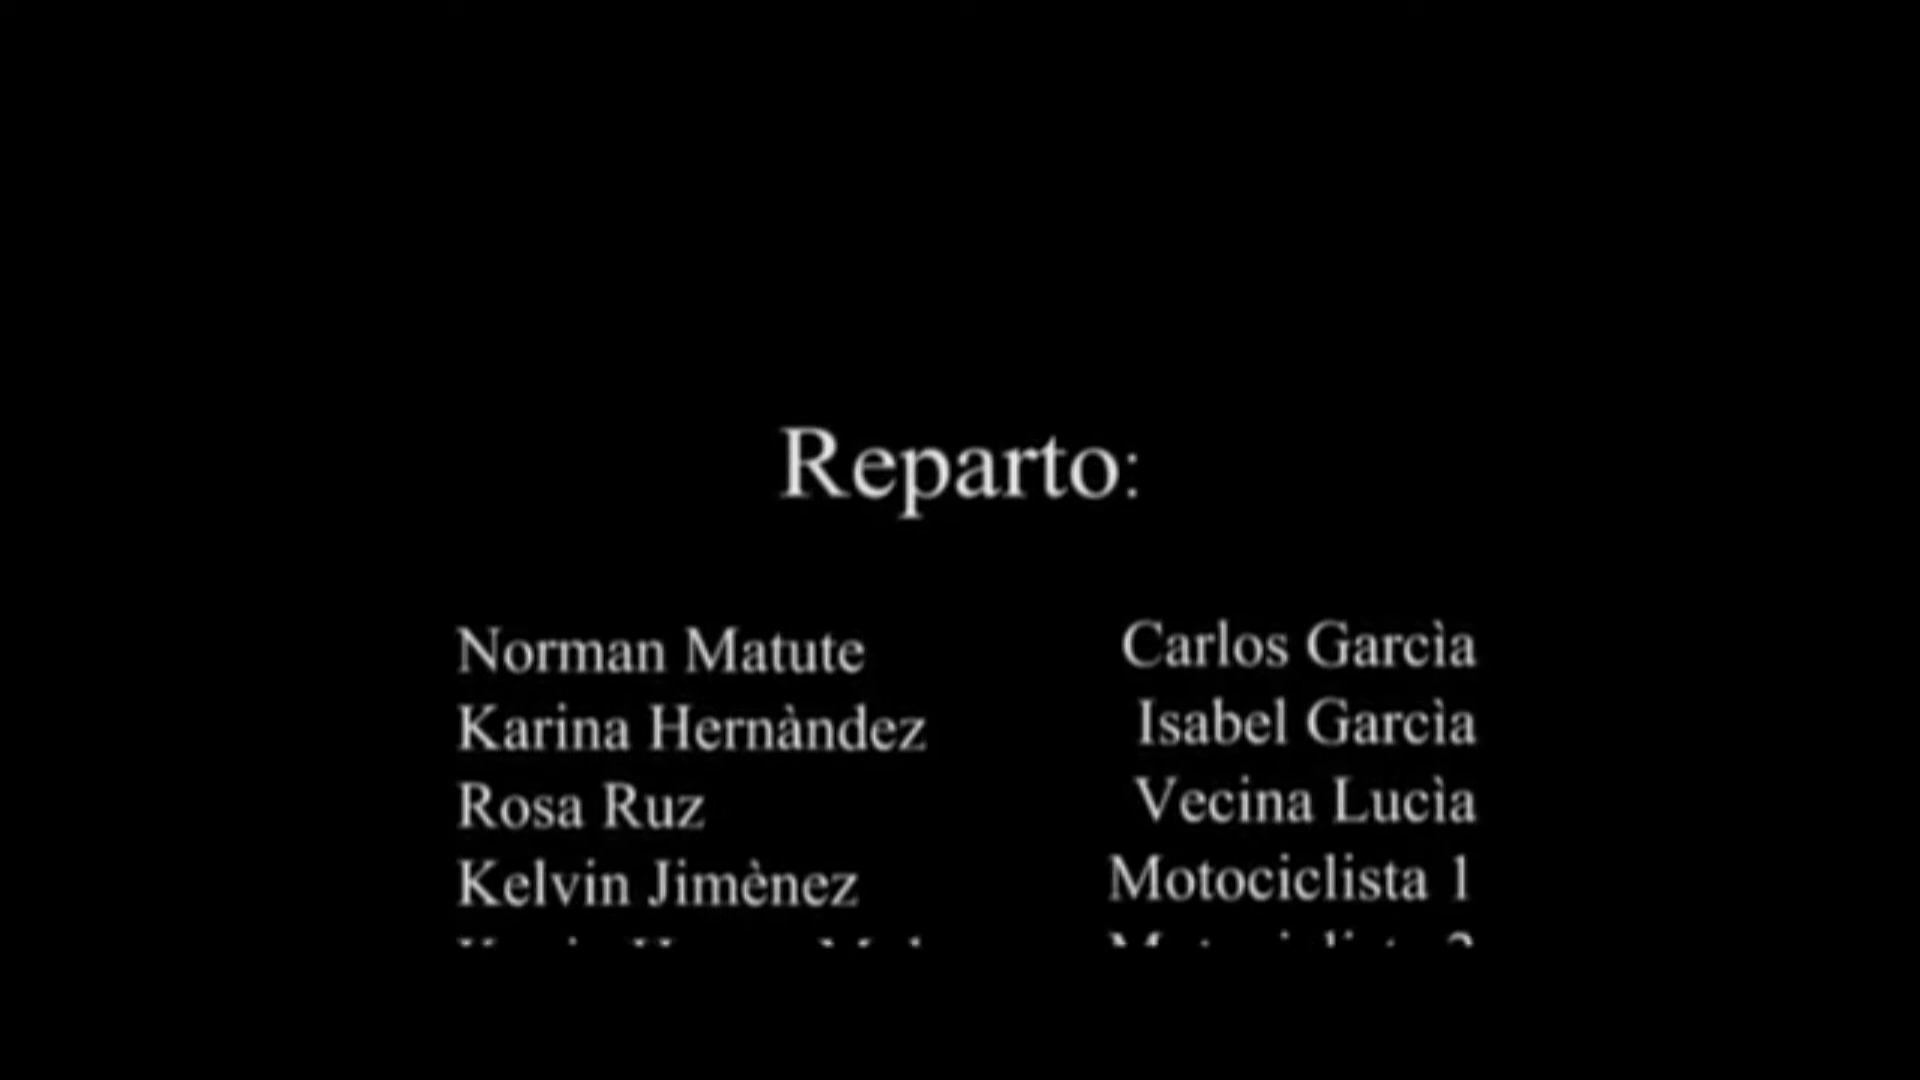 Reparto:
Norman Matute Carlos Garcìa
Karina Hernàndez Isabel Garcìa
Rosa Ruz Vecina Lucìa
Kelvin Jimènez Motociclista 1